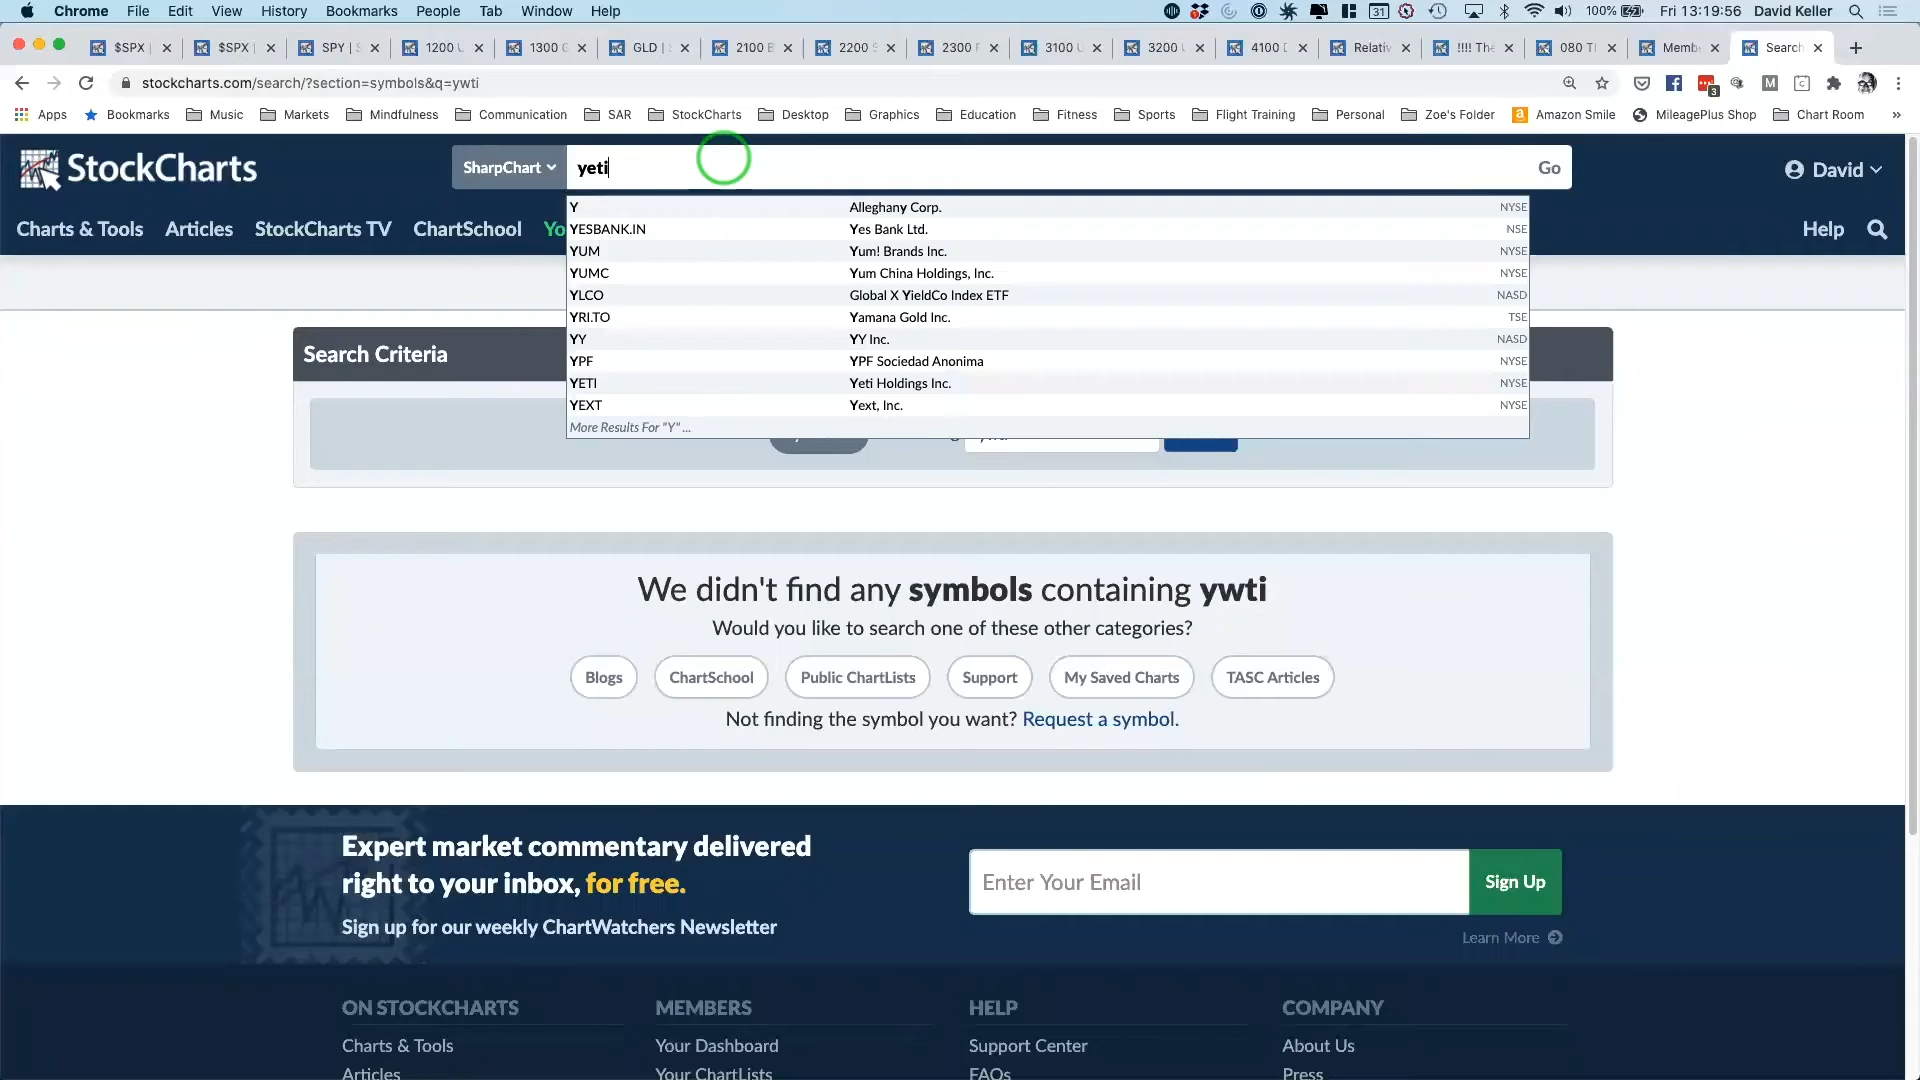 Chrome File Edit View History Bookmarks People Tab Window Help 31 100% Fri 13:19:56 David Keller
$SPX | $SPX | SPY | S 1200 U 1300 G GLD | S 2100 B 2200 S 2300 F 3100 U 3200 U 4100 D Relativ !!!! The 080 T Memb Search
stockcharts.com/search/?section=symbols&q=ywti
Apps Bookmarks Music Markets Mindfulness Communication SAR StockCharts Desktop Graphics Education Fitness Sports Flight Training Personal Zoe's Folder Amazon Smile MileagePlus Shop Chart Room »
StockCharts SharpChart yeti Go David
Charts & Tools Articles StockCharts TV ChartSchool Yo Help
Y Alleghany Corp. NYSE
YESBANK.IN Yes Bank Ltd. NSE
YUM Yum! Brands Inc. NYSE
YUMC Yum China Holdings, Inc. NYSE
YLCO Global X YieldCo Index ETF NASD
YRI.TO Yamana Gold Inc. TSE
YY YY Inc. NASD
YPF YPF Sociedad Anonima NYSE
YETI Yeti Holdings Inc. NYSE
YEXT Yext, Inc. NYSE
More Results For "Y" ...
Search Criteria
We didn't find any symbols containing ywti
Would you like to search one of these other categories?
Blogs ChartSchool Public ChartLists Support My Saved Charts TASC Articles
Not finding the symbol you want? Request a symbol.
Expert market commentary delivered
right to your inbox, for free.
Sign up for our weekly ChartWatchers Newsletter
Enter Your Email Sign Up
Learn More
ON STOCKCHARTS MEMBERS HELP COMPANY
Charts & Tools Your Dashboard Support Center About Us
Articles Your ChartLists FAQs Press